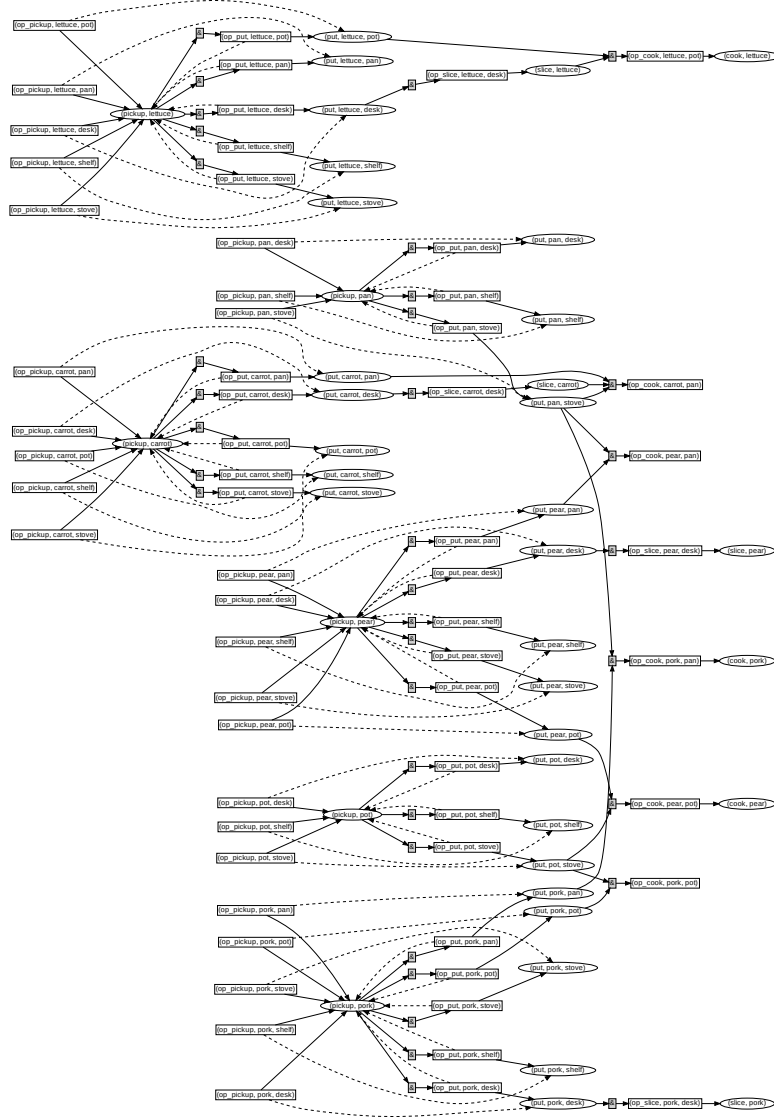 (op_pickup, lettuce, pot)
&
(op_put, lettuce, pot)
(put, lettuce, pot)
&
(op_cook, lettuce, pot)
(cook, lettuce)
(op_pickup, lettuce, pan)
&
(op_put, lettuce, pan)
(put, lettuce, pan)
&
(op_slice, lettuce, desk)
(slice, lettuce)
(pickup, lettuce)
&
(op_put, lettuce, desk)
(put, lettuce, desk)
(op_pickup, lettuce, desk)
&
(op_put, lettuce, shelf)
(op_pickup, lettuce, shelf)
&
(op_put, lettuce, stove)
(put, lettuce, shelf)
(op_pickup, lettuce, stove)
(put, lettuce, stove)
(op_pickup, pan, desk)
&
(op_put, pan, desk)
(put, pan, desk)
(op_pickup, pan, shelf)
(pickup, pan)
&
(op_put, pan, shelf)
(op_pickup, pan, stove)
&
(op_put, pan, stove)
(put, pan, shelf)
(op_pickup, carrot, pan)
&
(op_put, carrot, pan)
(put, carrot, pan)
(slice, carrot)
&
(op_cook, carrot, pan)
&
(op_put, carrot, desk)
(put, carrot, desk)
&
(op_slice, carrot, desk)
(put, pan, stove)
(op_pickup, carrot, desk)
&
(pickup, carrot)
(op_put, carrot, pot)
(put, carrot, pot)
(op_pickup, carrot, pot)
&
(op_cook, pear, pan)
&
(op_put, carrot, shelf)
(put, carrot, shelf)
(op_pickup, carrot, shelf)
&
(op_put, carrot, stove)
(put, carrot, stove)
(op_pickup, carrot, stove)
(put, pear, pan)
&
(op_put, pear, pan)
(put, pear, desk)
&
(op_slice, pear, desk)
(slice, pear)
(op_pickup, pear, pan)
&
(op_put, pear, desk)
(op_pickup, pear, desk)
(pickup, pear)
&
(op_put, pear, shelf)
(op_pickup, pear, shelf)
&
(op_put, pear, stove)
(put, pear, shelf)
&
(op_cook, pork, pan)
(cook, pork)
(op_pickup, pear, stove)
&
(op_put, pear, pot)
(put, pear, stove)
(op_pickup, pear, pot)
(put, pear, pot)
&
(op_put, pot, desk)
(put, pot, desk)
(op_pickup, pot, desk)
(pickup, pot)
&
(op_put, pot, shelf)
&
(op_cook, pear, pot)
(cook, pear)
(op_pickup, pot, shelf)
(put, pot, shelf)
(op_pickup, pot, stove)
&
(op_put, pot, stove)
(put, pot, stove)
&
(op_cook, pork, pot)
(put, pork, pan)
(op_pickup, pork, pan)
(put, pork, pot)
(op_pickup, pork, pot)
&
(op_put, pork, pan)
&
(op_put, pork, pot)
(put, pork, stove)
(op_pickup, pork, stove)
(pickup, pork)
(op_put, pork, stove)
&
(op_pickup, pork, shelf)
&
(op_put, pork, shelf)
(put, pork, shelf)
(op_pickup, pork, desk)
&
(op_put, pork, desk)
(put, pork, desk)
&
(op_slice, pork, desk)
(slice, pork)